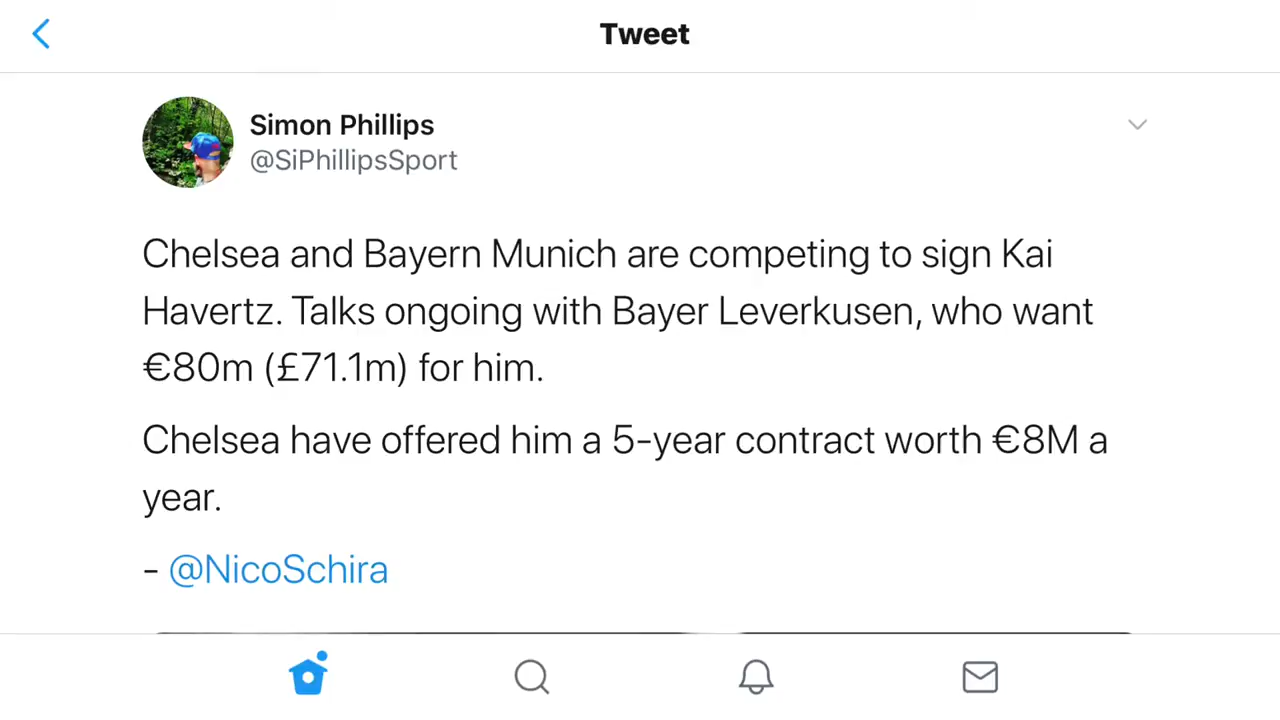 Tweet
Simon Phillips
@SiPhillipsSport
Chelsea and Bayern Munich are competing to sign Kai
Havertz. Talks ongoing with Bayer Leverkusen, who want
€80m (£71.1m) for him.
Chelsea have offered him a 5-year contract worth €8M a
year.
- @NicoSchira